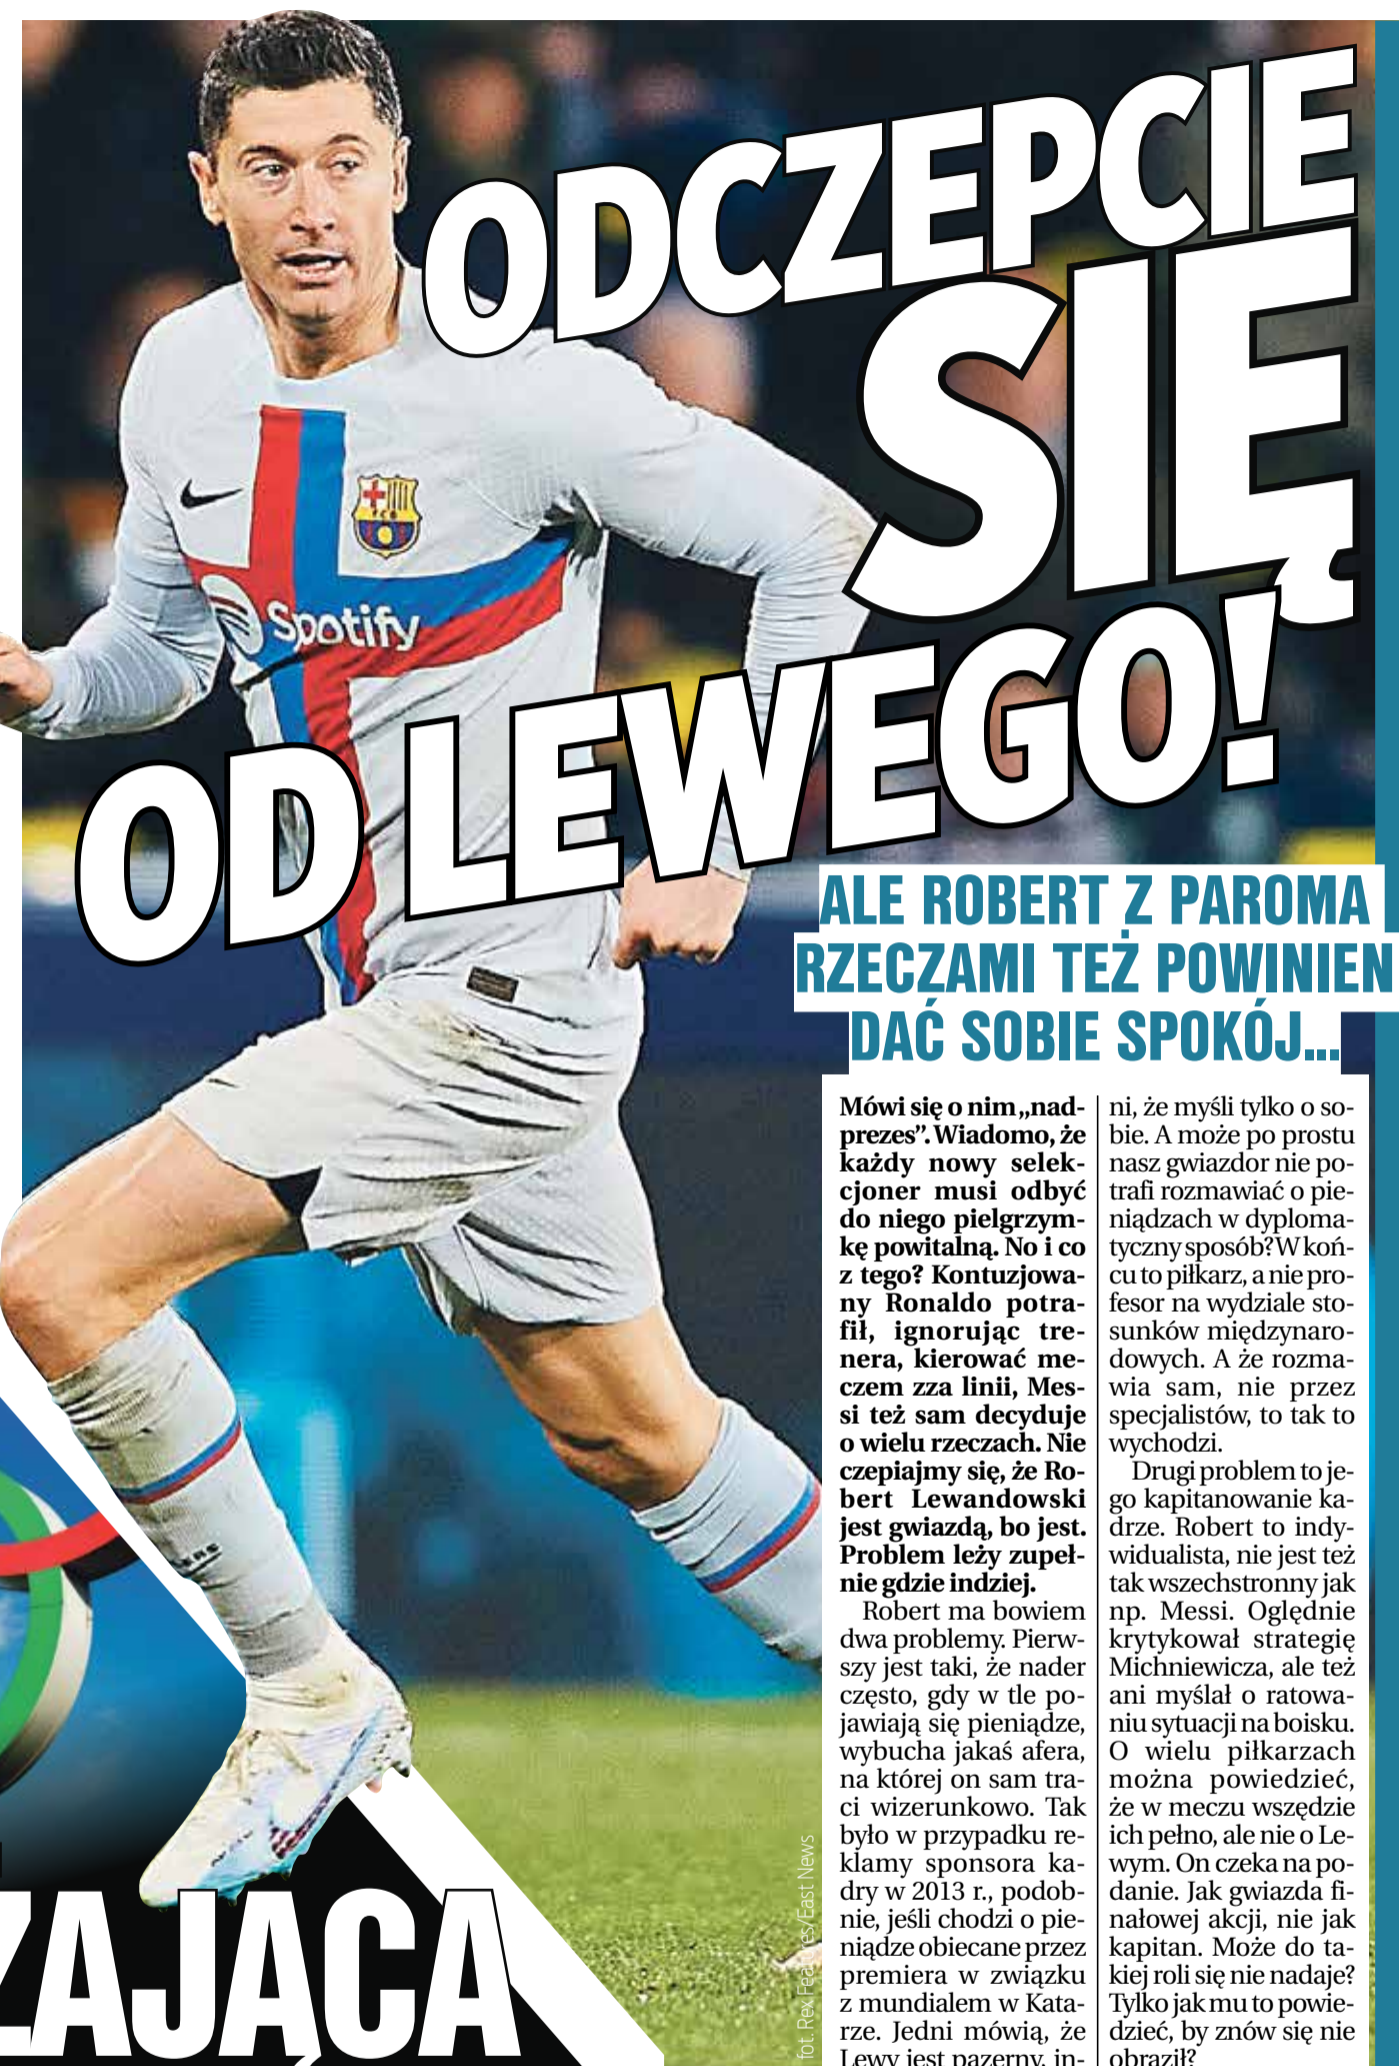 ODCZEPCIE
SIĘ
OD LEWEGO!
Spotify
FCB
ALE ROBERT Z PAROMA
RZECZAMI TEŻ POWINIEN
DAĆ SOBIE SPOKÓJ...
Mówi się o nim „nad-
prezes”. Wiadomo, że
każdy nowy selek-
cjoner musi odbyć
do niego pielgrzym-
kę powitalną. No i co
z tego? Kontuzjowa-
ny Ronaldo potra-
fił, ignorując tre-
nera, kierować me-
czem zza linii, Mes-
si też sam decyduje
o wielu rzeczach. Nie
czepiajmy się, że Ro-
bert Lewandowski
jest gwiazdą, bo jest.
Problem leży zupeł-
nie gdzie indziej.
Robert ma bowiem
dwa problemy. Pierw-
szy jest taki, że nader
często, gdy w tle po-
jawiają się pieniądze,
wybucha jakaś afera,
na której on sam tra-
ci wizerunkowo. Tak
było w przypadku re-
klamy sponsora ka-
dry w 2013 r., podob-
nie, jeśli chodzi o pie-
niądze obiecane przez
premiera w związku
z mundialem w Kata-
rze. Jedni mówią, że
Lewy jest pazerny, in-
ni, że myśli tylko o so-
bie. A może po prostu
nasz gwiazdor nie po-
trafi rozmawiać o pie-
niądzach w dyploma-
tyczny sposób? W koń-
cu to piłkarz, a nie pro-
fesor na wydziale sto-
sunków międzynaro-
dowych. A że rozma-
wia sam, nie przez
specjalistów, to tak to
wychodzi.
Drugi problem to je-
go kapitanowanie ka-
drze. Robert to indy-
widualista, nie jest też
tak wszechstronny jak
np. Messi. Oględnie
krytykował strategię
Michniewicza, ale też
ani myślał o ratowa-
niu sytuacji na boisku.
O wielu piłkarzach
można powiedzieć,
że w meczu wszędzie
ich pełno, ale nie o Le-
wym. On czeka na po-
danie. Jak gwiazda fi-
nałowej akcji, nie jak
kapitan. Może do ta-
kiej roli się nie nadaje?
Tylko jak mu to powie-
dzieć, by znów się nie
obraził?
fot. Rex Features/East News
ZAJĄCA